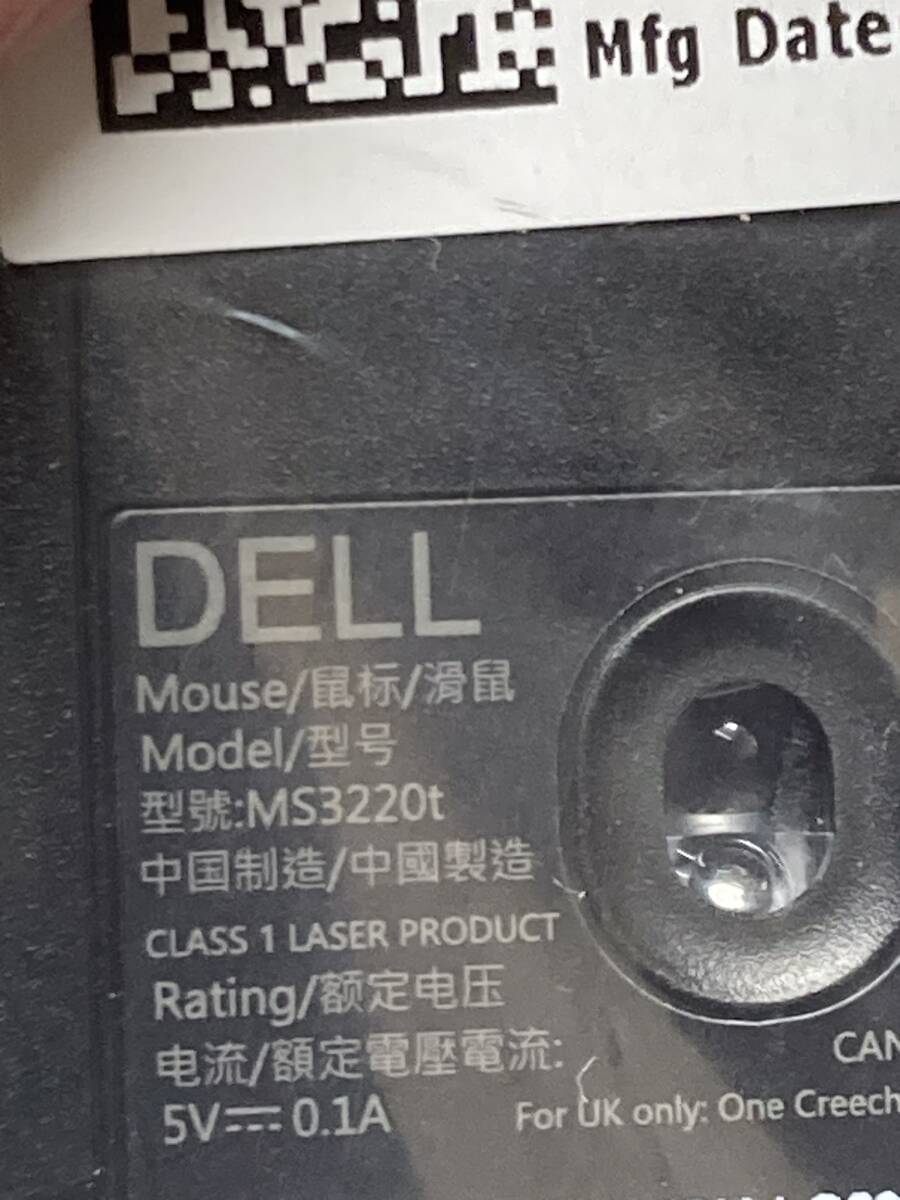 Mfg Date
DELL
Mouse/鼠标/滑鼠
Model/型号
型號:MS3220t
中国制造/中國製造
CLASS 1 LASER PRODUCT
Rating/额定电压
电流/額定電壓電流:
5V⎓0.1A
CAN
For UK only: One Creech